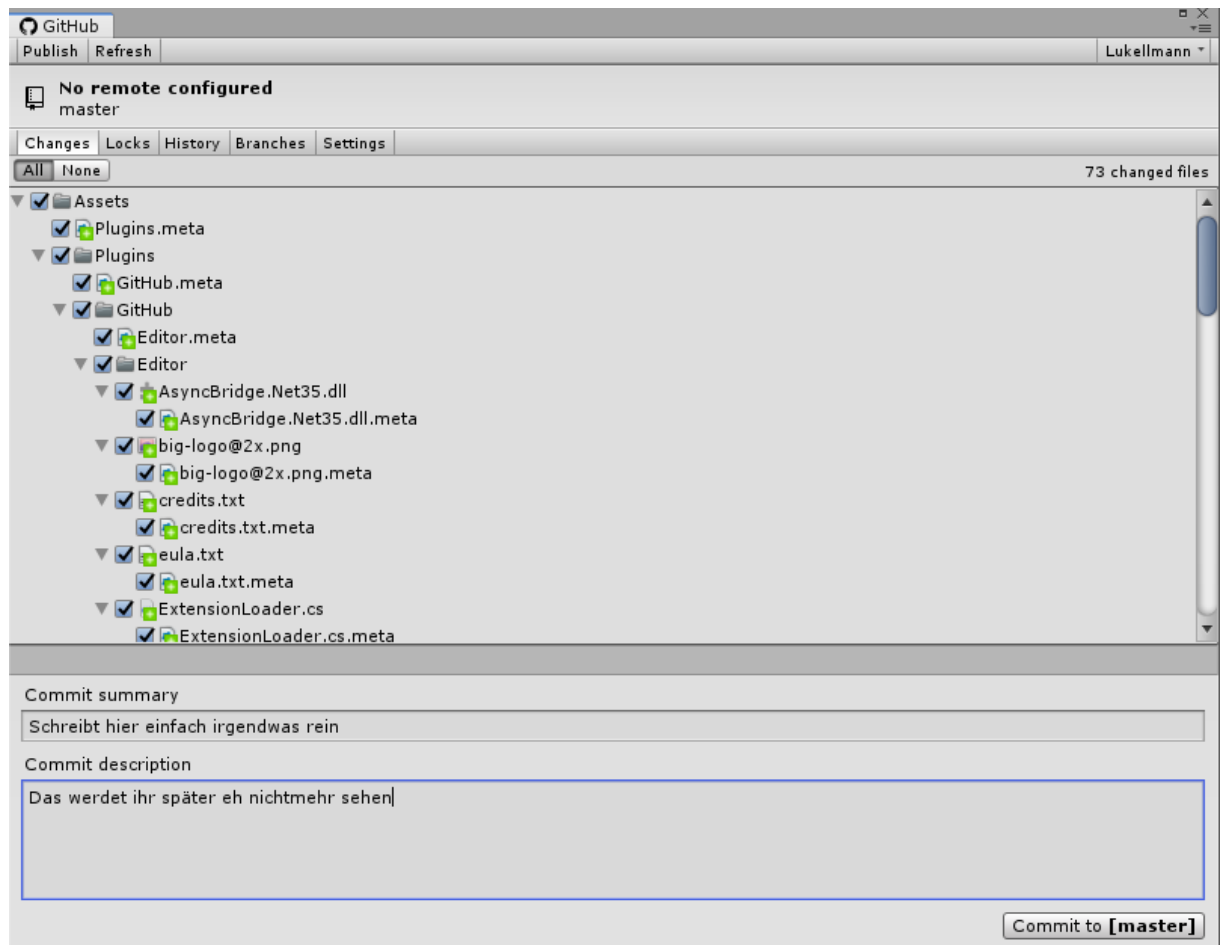 GitHub
Publish Refresh Lukellmann
No remote configured
master
Changes Locks History Branches Settings
All None 73 changed files
Assets
Plugins.meta
Plugins
GitHub.meta
GitHub
Editor.meta
Editor
AsyncBridge.Net35.dll
AsyncBridge.Net35.dll.meta
big-logo@2x.png
big-logo@2x.png.meta
credits.txt
credits.txt.meta
eula.txt
eula.txt.meta
ExtensionLoader.cs
ExtensionLoader.cs.meta
Commit summary
Schreibt hier einfach irgendwas rein
Commit description
Das werdet ihr später eh nichtmehr sehen
Commit to [master]